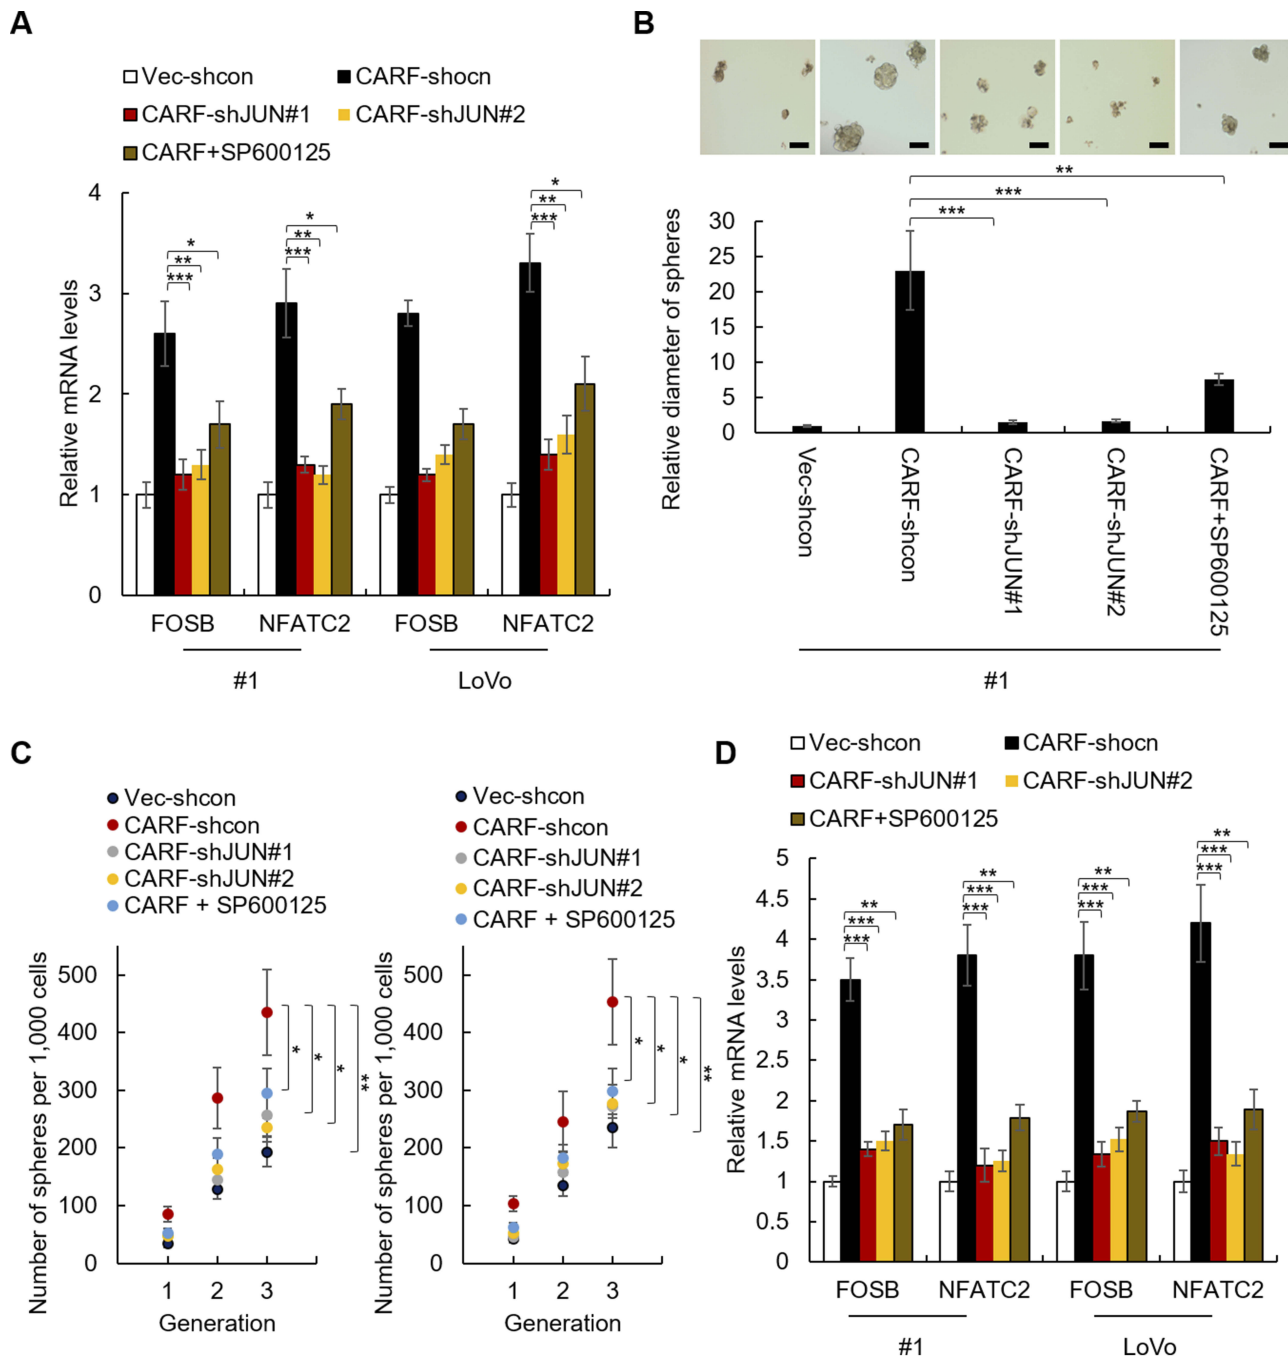 A
Vec-shcon
CARF-shocn
CARF-shJUN#1
CARF-shJUN#2
CARF+SP600125
Relative mRNA levels
4
3
2
1
0
*
**
***
*
**
***
*
**
***
FOSB
NFATC2
FOSB
NFATC2
#1
LoVo
B
**
***
***
Relative diameter of spheres
30
25
20
15
10
5
0
Vec-shcon
CARF-shcon
CARF-shJUN#1
CARF-shJUN#2
CARF+SP600125
#1
C
Vec-shcon
CARF-shcon
CARF-shJUN#1
CARF-shJUN#2
CARF + SP600125
Number of spheres per 1,000 cells
500
400
300
200
100
0
*
*
*
**
1 2 3
Generation
Vec-shcon
CARF-shcon
CARF-shJUN#1
CARF-shJUN#2
CARF + SP600125
Number of spheres per 1,000 cells
500
400
300
200
100
0
*
*
*
**
1 2 3
Generation
D
Vec-shcon
CARF-shocn
CARF-shJUN#1
CARF-shJUN#2
CARF+SP600125
Relative mRNA levels
5
4.5
4
3.5
3
2.5
2
1.5
1
0.5
0
**
***
***
**
***
***
**
***
***
**
***
***
FOSB
NFATC2
FOSB
NFATC2
#1
LoVo